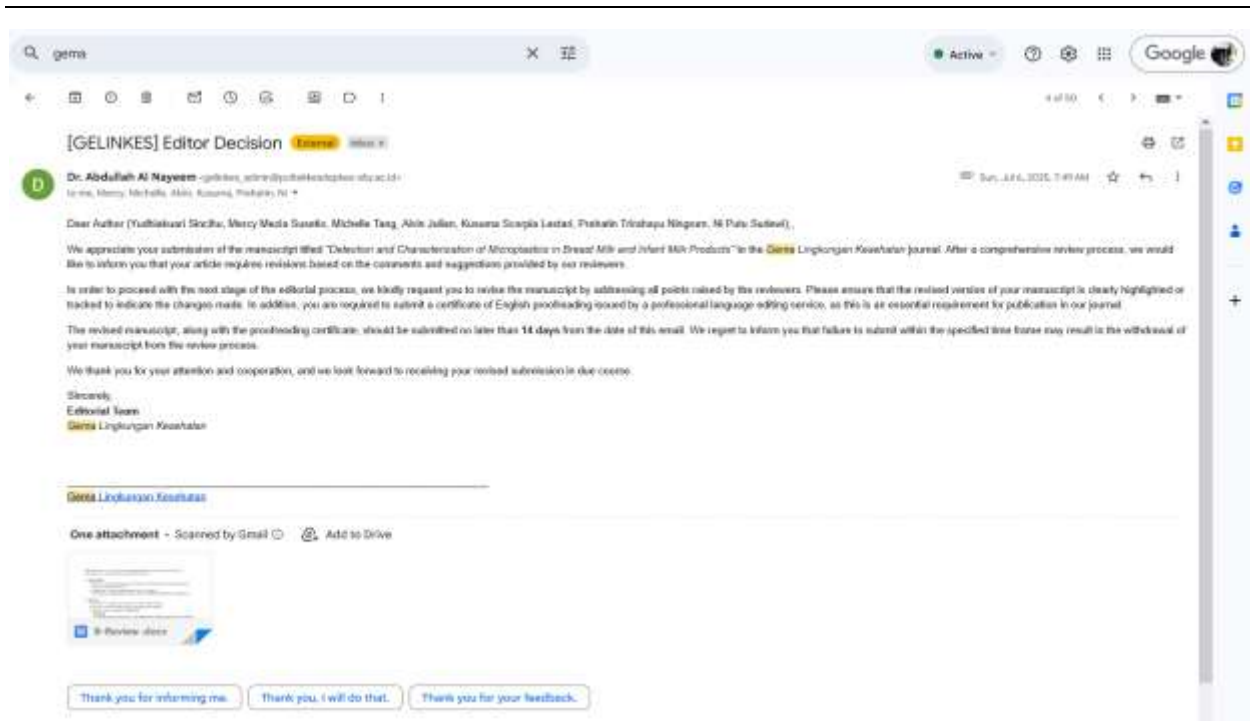 gema
Active
Google
4 of 50
[GELINKES] Editor Decision External Inbox x
Dr. Abdullah Al Nayeem
to me, Mercy, Michelle, Alvin, Kusuma, Ni
Sun, 2025, 7:49 AM
Dear Author (Yudhiakuari Sincihu, Mercy Meola Michelle Tang, Alvin Julian, Kusuma Scorpia Lestari, Ni Putu
We appreciate your submission of the manuscript titled "Detection and Characterization of Microplastics in Breast Milk and Infant Milk Products" to the Gema Lingkungan Kesehatan journal. After a comprehensive review process, we would
like to inform you that your article requires revisions based on the comments and suggestions provided by our reviewers.
In order to proceed with the next stage of the editorial process, we kindly request you to revise the manuscript by addressing all points raised by the reviewers. Please ensure that the revised version of your manuscript is clearly highlighted or
tracked to indicate the changes made. In addition, you are required to submit a certificate of English proofreading issued by a professional language editing service, as this is an essential requirement for publication in our journal.
The revised manuscript, along with the proofreading certificate, should be submitted no later than 14 days from the date of this email. We regret to inform you that failure to submit within the specified time frame may result in the withdrawal of
your manuscript from the review process.
We thank you for your attention and cooperation, and we look forward to receiving your revised submission in due course.
Sincerely,
Editorial Team
Gema Lingkungan Kesehatan
Gema Lingkungan Kesehatan
One attachment • Scanned by Gmail
Add to Drive
Review.docx
Thank you for informing me.
Thank you, I will do that.
Thank you for your feedback.